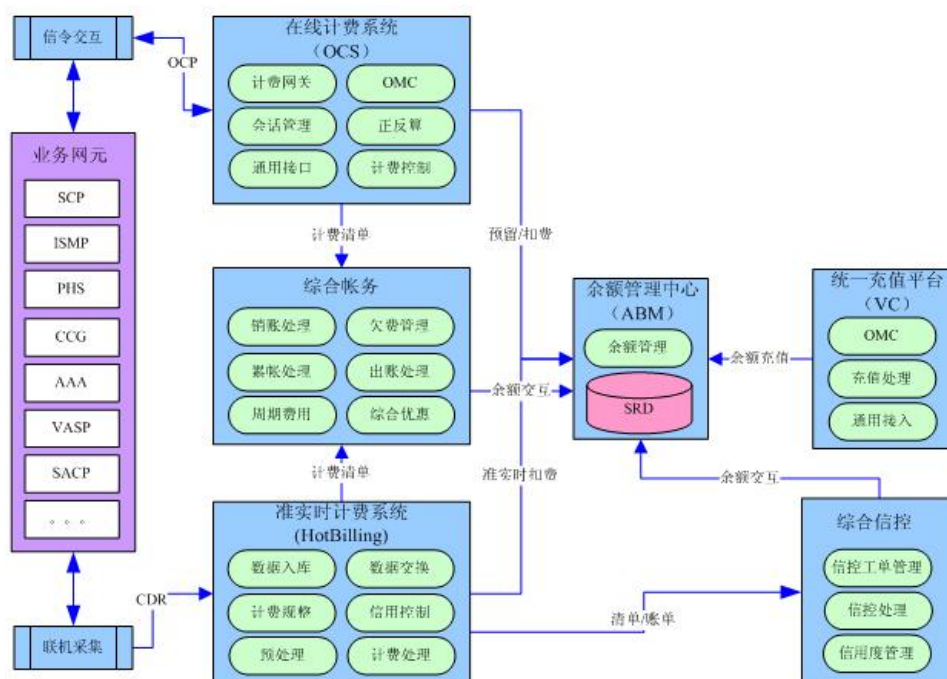 信令交互
OCP
在线计费系统
（OCS）
计费网关
OMC
会话管理
正反算
通用接口
计费控制
业务网元
SCP
ISMP
PHS
CCG
AAA
VASP
SACP
。。。
计费清单
预留/扣费
综合帐务
销账处理
欠费管理
累帐处理
出账处理
周期费用
综合优惠
余额交互
余额管理中心
（ABM）
余额管理
SRD
余额充值
统一充值平台
（VC）
OMC
充值处理
通用接入
计费清单
准实时扣费
余额交互
准实时计费系统
(HotBilling)
数据入库
数据交换
计费规整
信用控制
预处理
计费处理
CDR
联机采集
清单/账单
综合信控
信控工单管理
信控处理
信用度管理